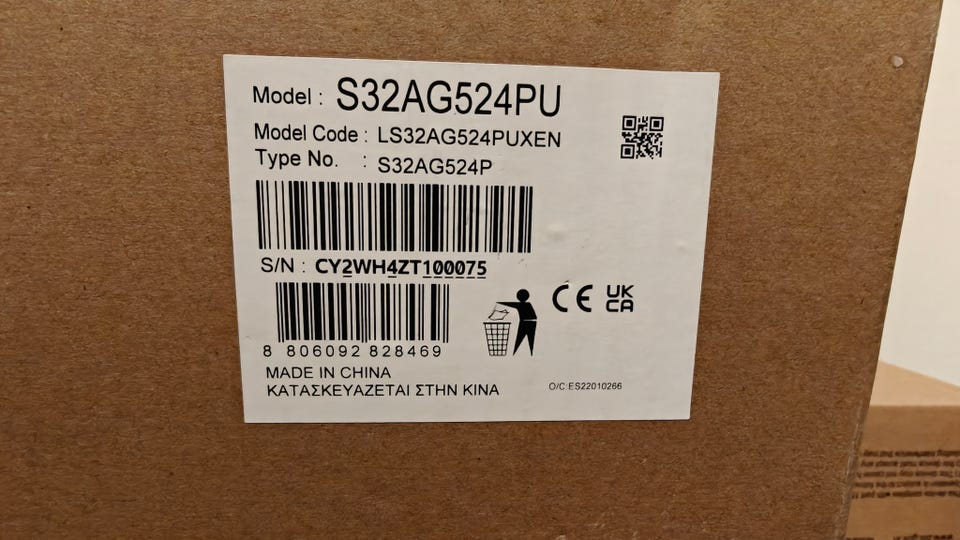 Model : S32AG524PU
Model Code : LS32AG524PUXEN
Type No. : S32AG524P
S/N : CY2WH4ZT100075
CE UK CA
8 806092 828469
MADE IN CHINA
ΚΑΤΑΣΚΕΥΑΖΕΤΑΙ ΣΤΗΝ ΚΙΝΑ
O/C:ES22010266